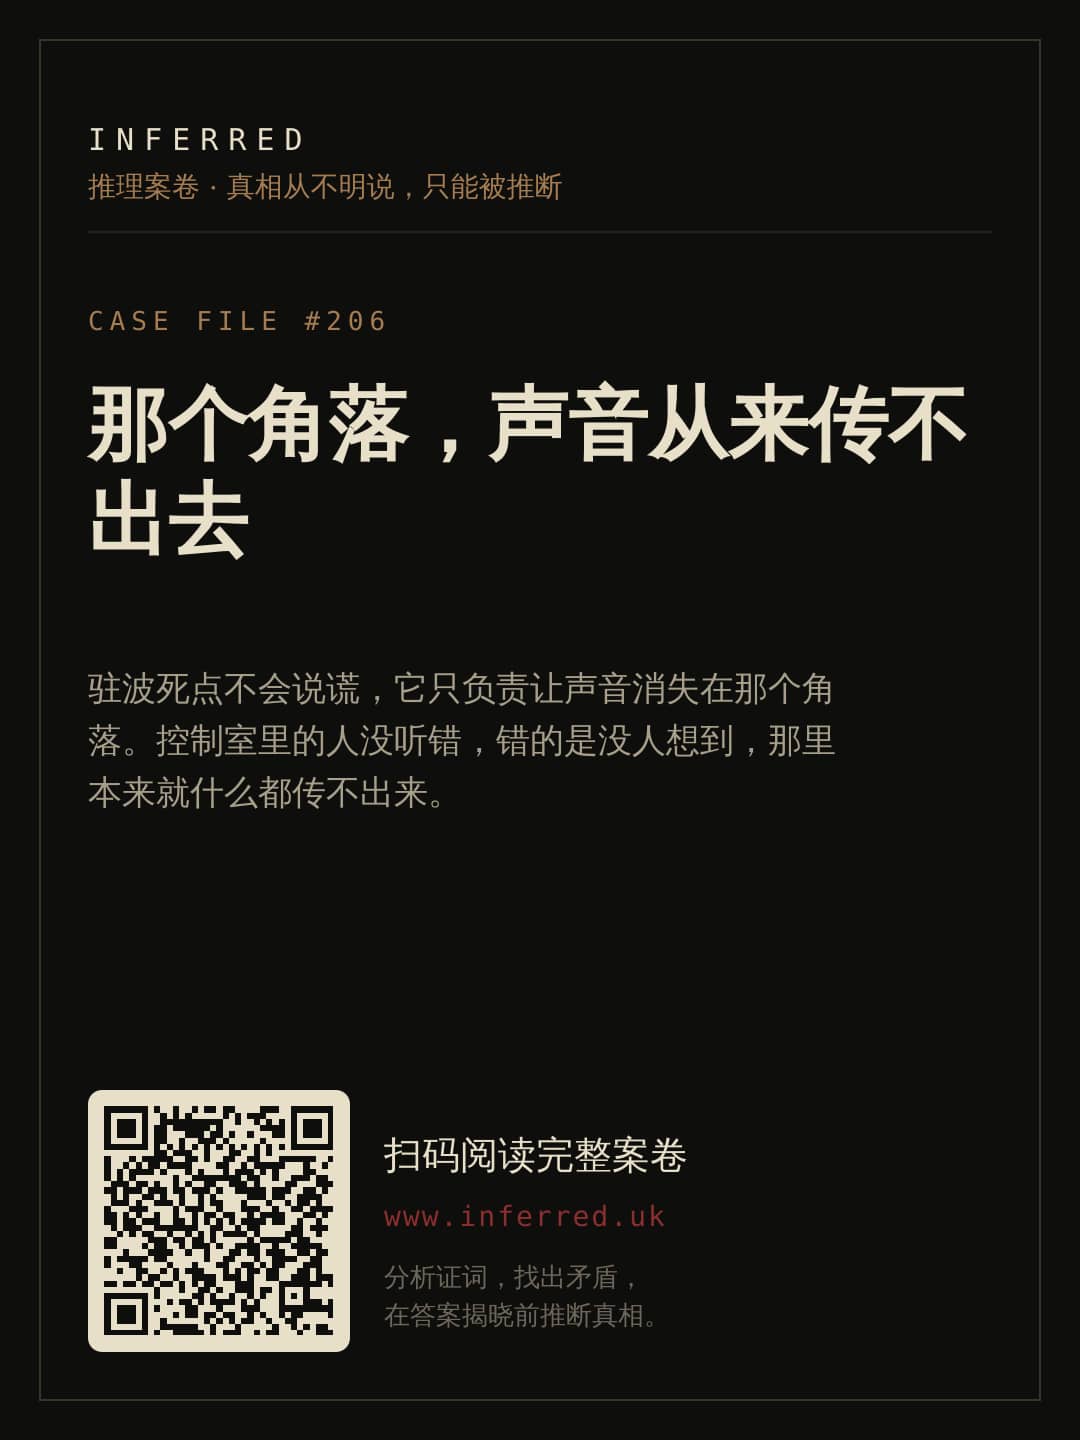 INFERRED
推理案卷 · 真相从不明说，只能被推断
CASE FILE #206
那个角落，声音从来传不
出去
驻波死点不会说谎，它只负责让声音消失在那个角
落。控制室里的人没听错，错的是没人想到，那里
本来就什么都传不出来。
扫码阅读完整案卷
www.inferred.uk
分析证词，找出矛盾，
在答案揭晓前推断真相。